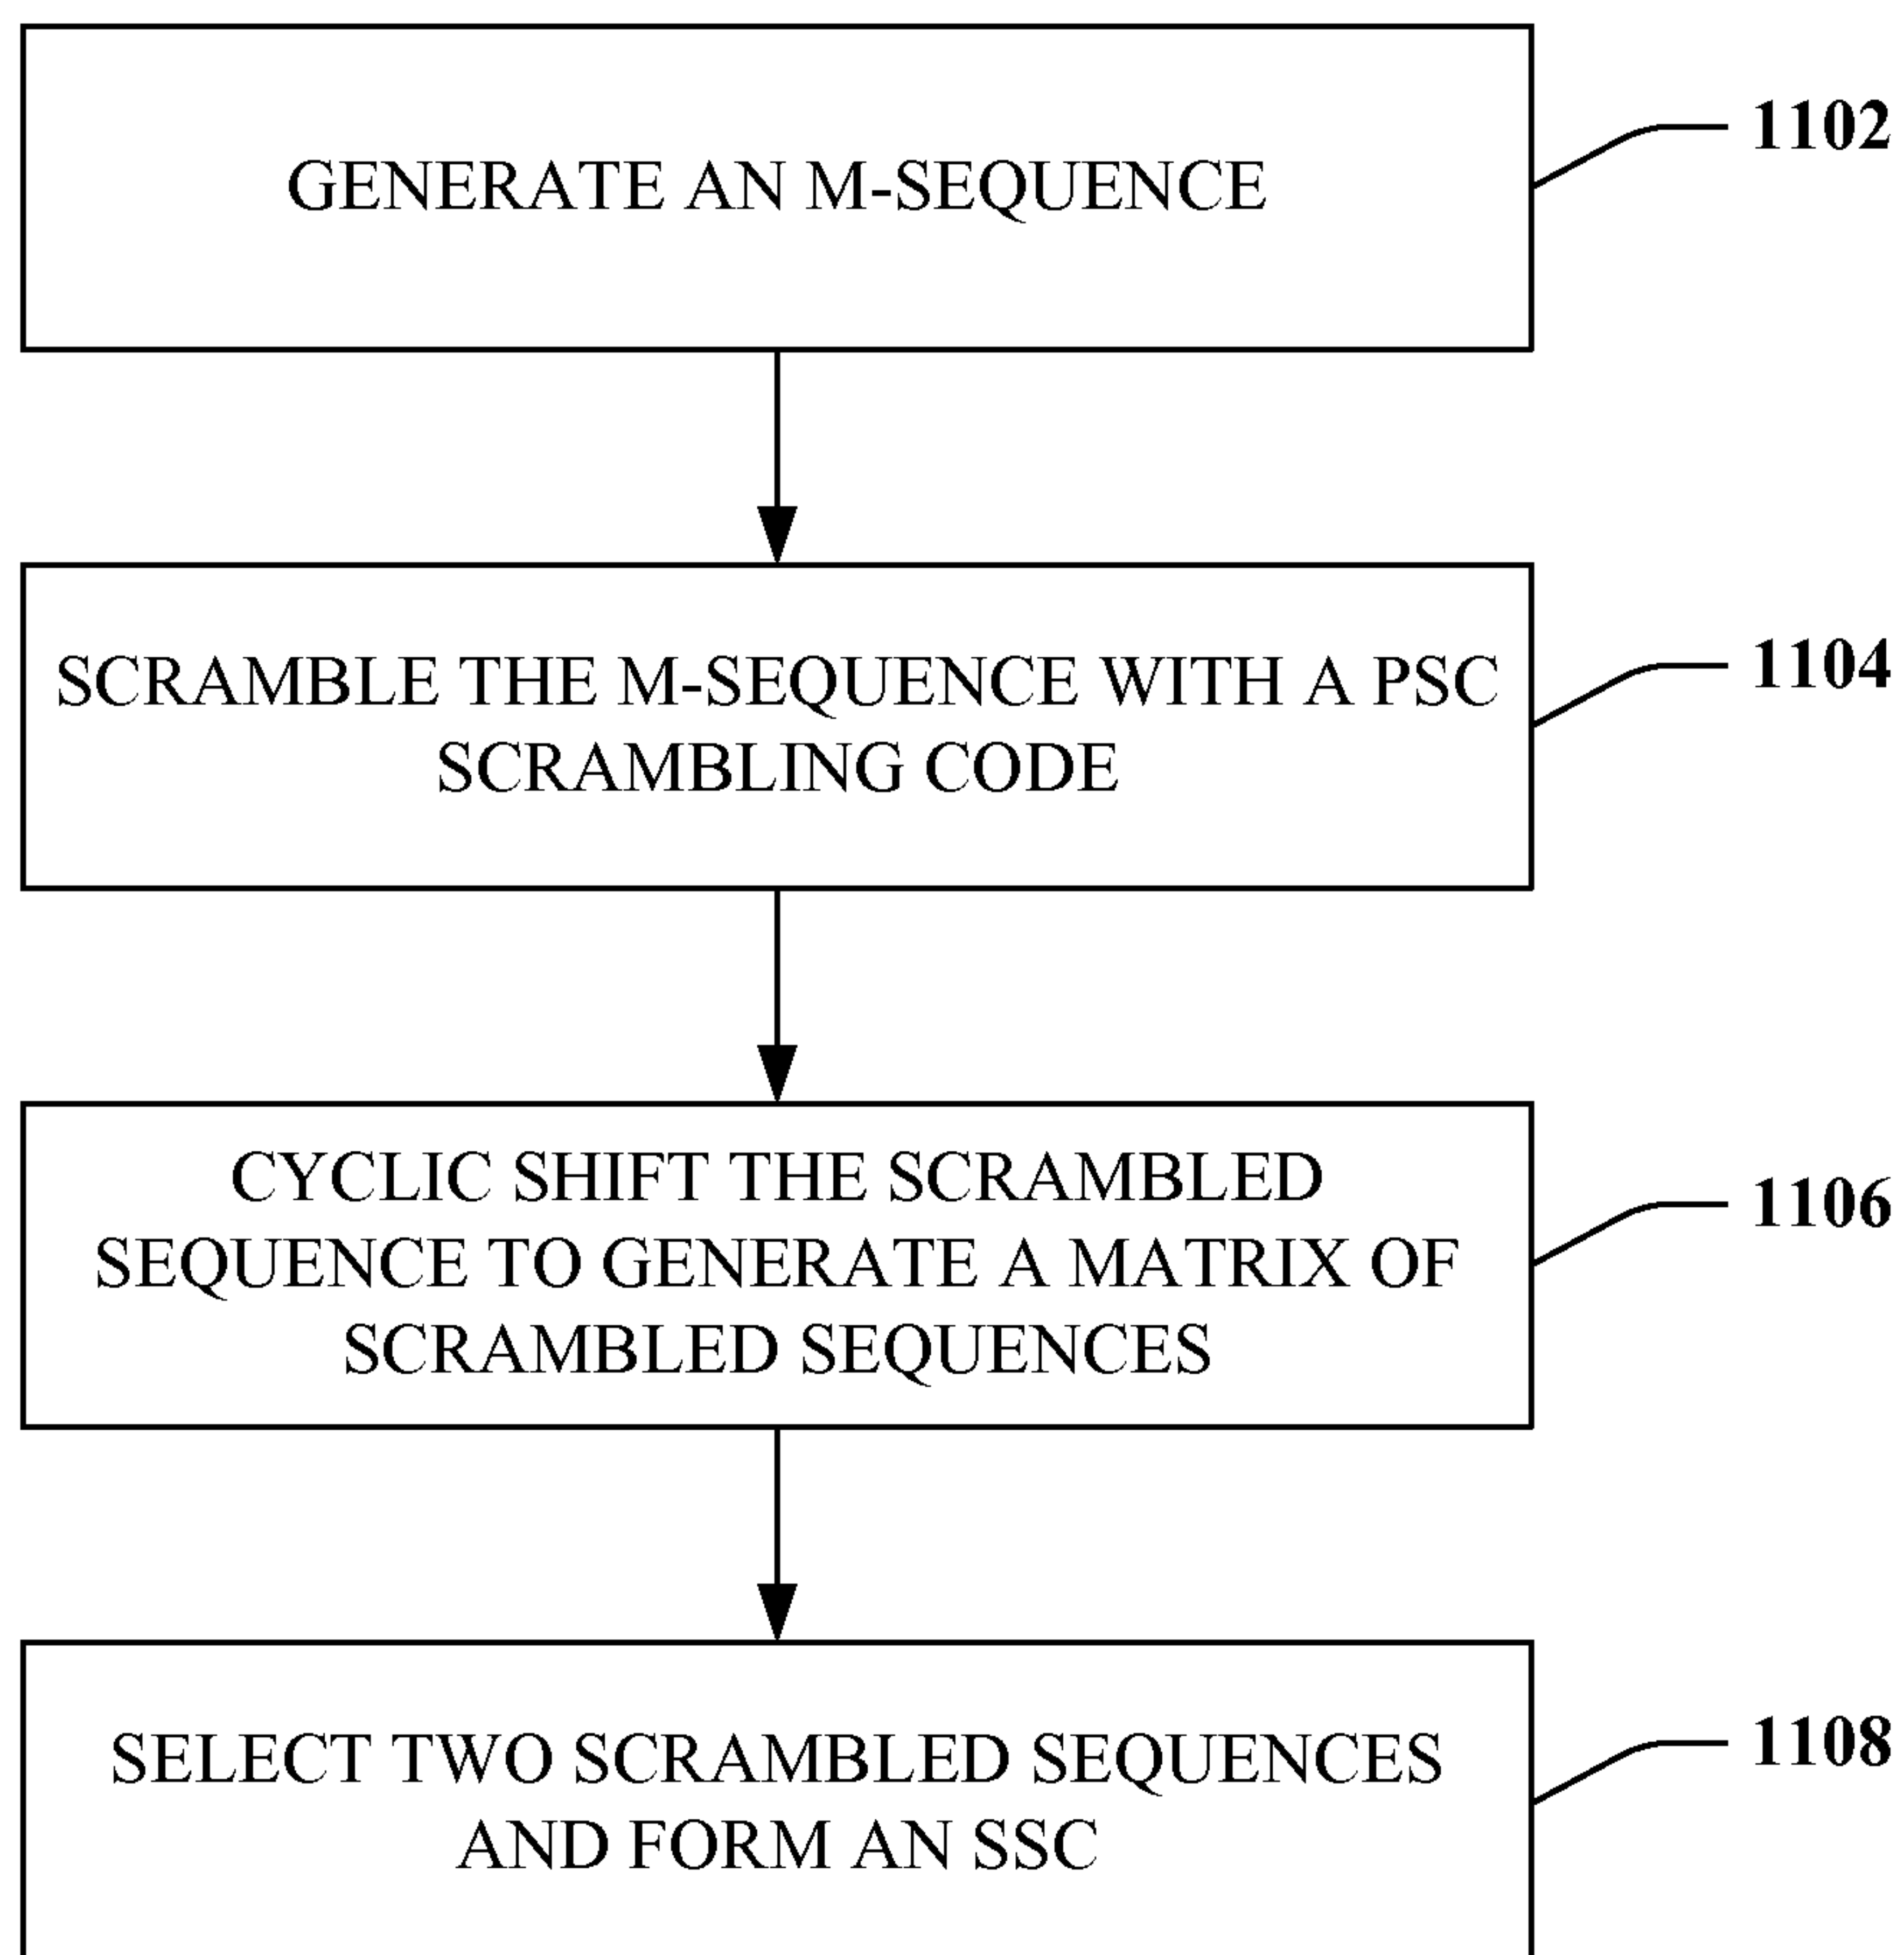 GENERATE AN M-SEQUENCE
1102
SCRAMBLE THE M-SEQUENCE WITH A PSC
SCRAMBLING CODE
1104
CYCLIC SHIFT THE SCRAMBLED
SEQUENCE TO GENERATE A MATRIX OF
SCRAMBLED SEQUENCES
1106
SELECT TWO SCRAMBLED SEQUENCES
AND FORM AN SSC
1108